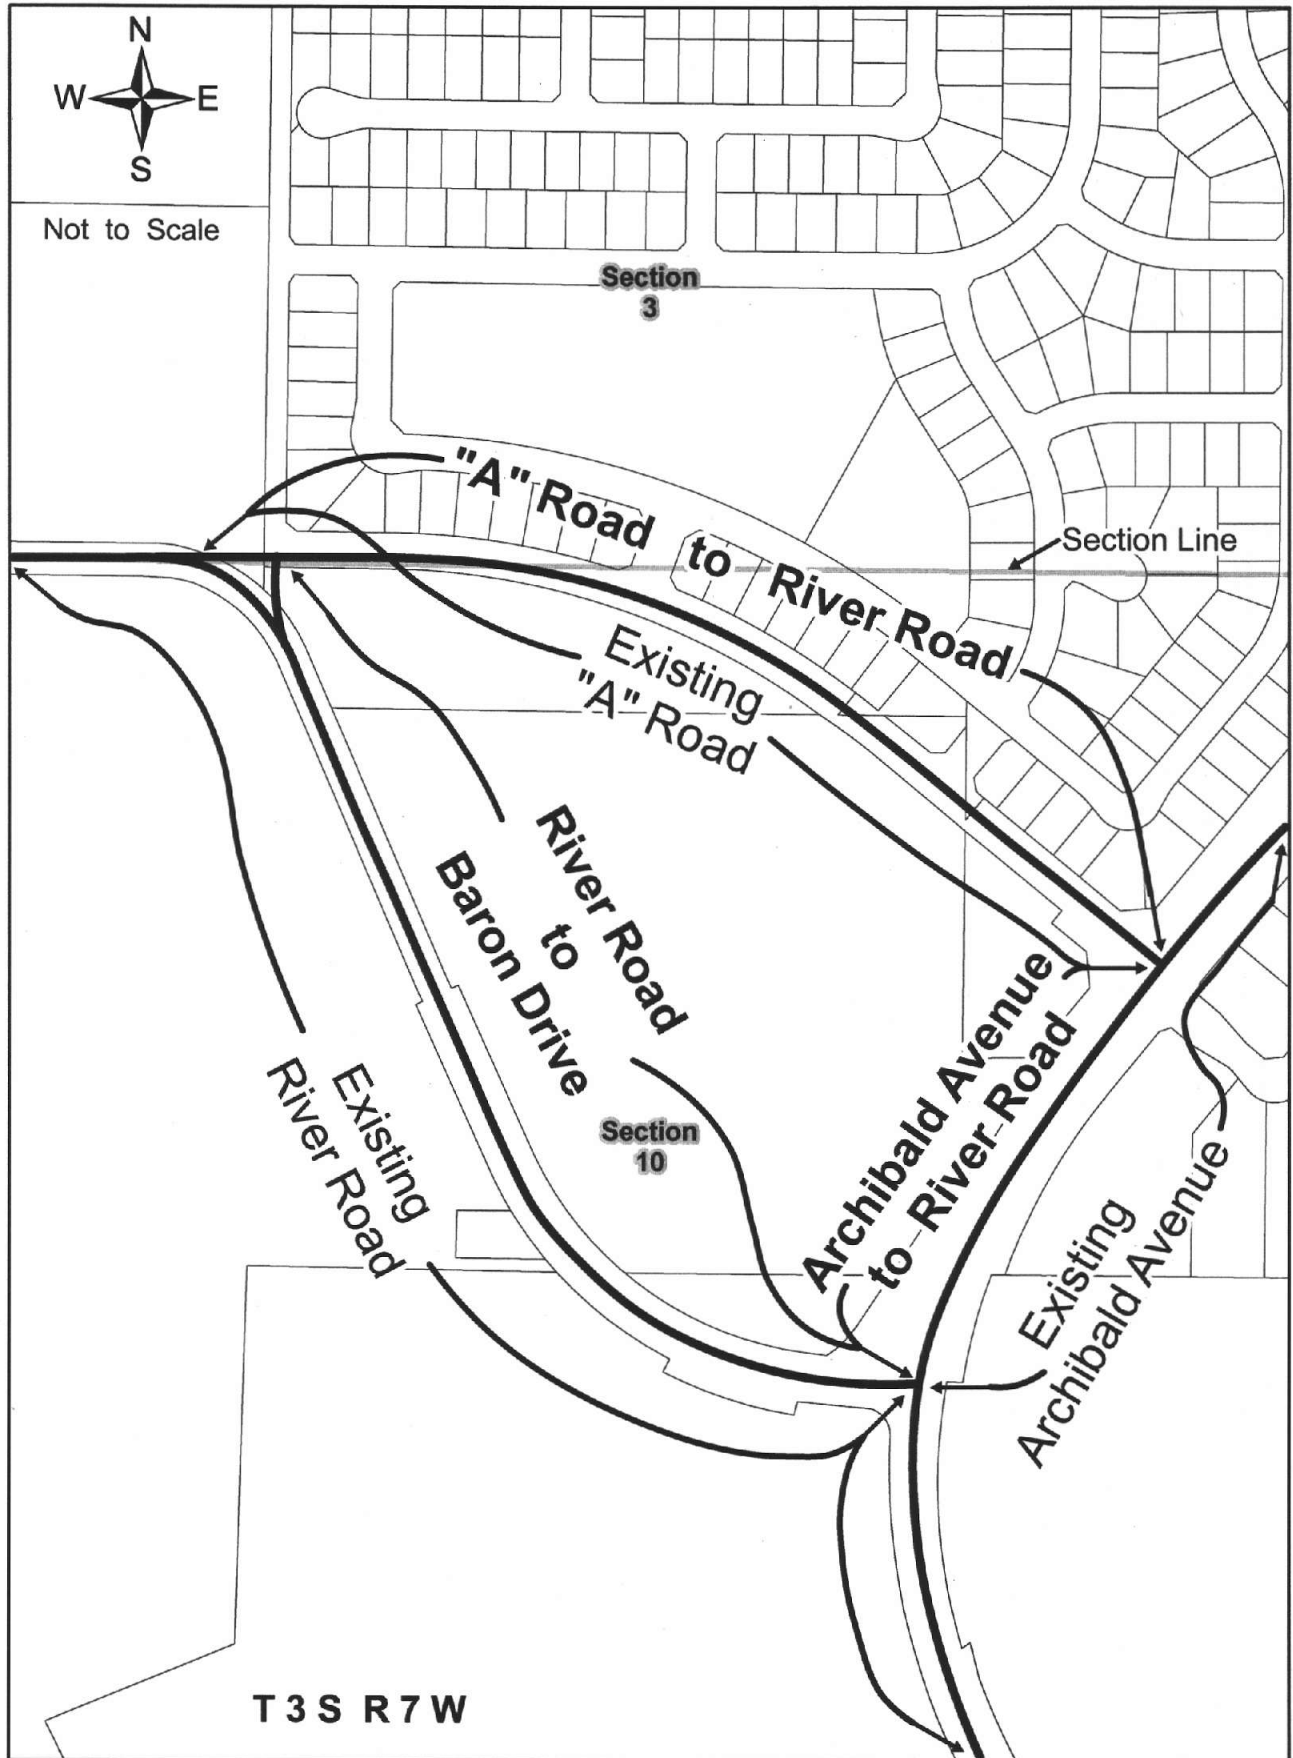 N
W E
S
Not to Scale
Section
3
"A" Road to River Road
Section Line
Existing
"A" Road
River Road
to
Baron Drive
Archibald Avenue
to River Road
Existing
River Road
Section
10
Existing
Archibald Avenue
T 3 S R 7 W